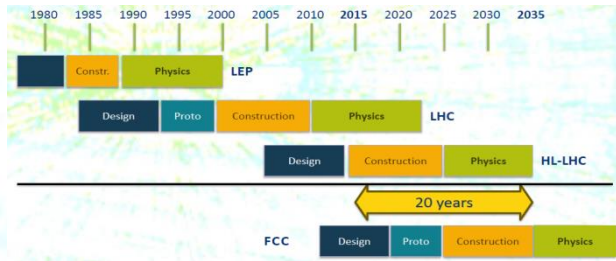 1980 1985 1990 1995 2000 2005 2010 2015 2020 2025 2030 2035
Constr. Physics LEP
Design Proto Construction Physics LHC
Design Construction Physics HL-LHC
20 years
FCC Design Proto Construction Physics